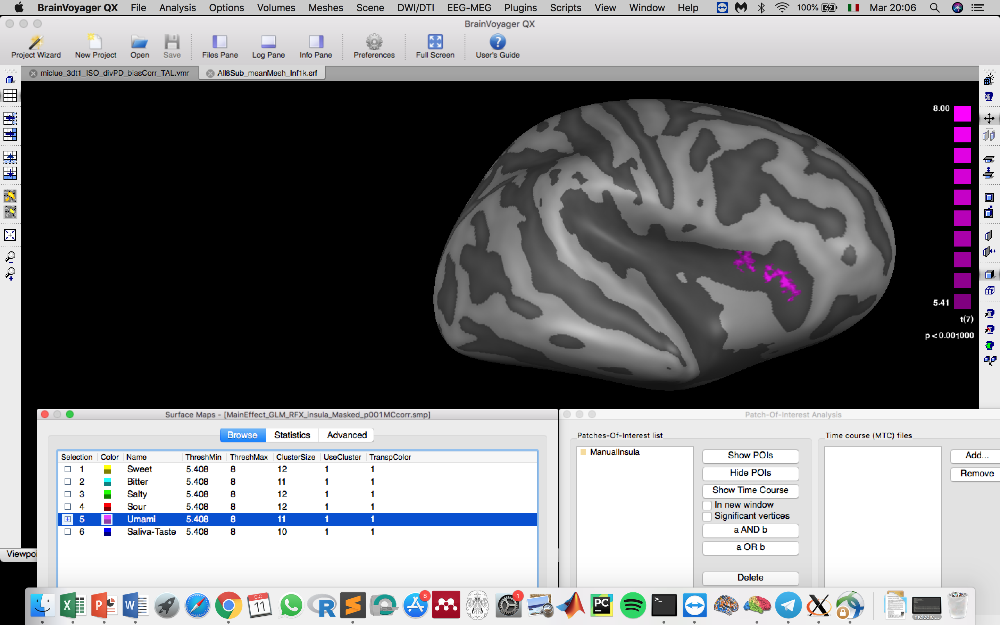 BrainVoyager QX File Analysis Options Volumes Meshes Scene DWI/DTI EEG-MEG Plugins Scripts View Window Help 100% Mar 20:06
BrainVoyager QX
Project Wizard New Project Open Save Files Pane Log Pane Info Pane Preferences Full Screen User's Guide
miclue_3dt1_ISO_divPD_biasCorr_TAL.vmr All8Sub_meanMesh_Inf1k.srf
8.00
5.41
t(7)
p < 0.001000
Surface Maps - [MainEffect_GLM_RFX_insula_Masked_p001MCcorr.smp]
Browse Statistics Advanced
Selection Color Name ThreshMin ThreshMax ClusterSize UseCluster TranspColor
1 Sweet 5.408 8 12 1 1
2 Bitter 5.408 8 11 1 1
3 Salty 5.408 8 12 1 1
4 Sour 5.408 8 12 1 1
5 Umami 5.408 8 11 1 1
6 Saliva-Taste 5.408 8 10 1 1
Viewpoi
Patch-Of-Interest Analysis
Patches-Of-Interest list
ManualInsula
Show POIs
Hide POIs
Show Time Course
In new window
Significant vertices
a AND b
a OR b
Delete
Time course (MTC) files
Add...
Remove
X P W DIC 11 R 8 1 PC >_ DOCX melodic ...